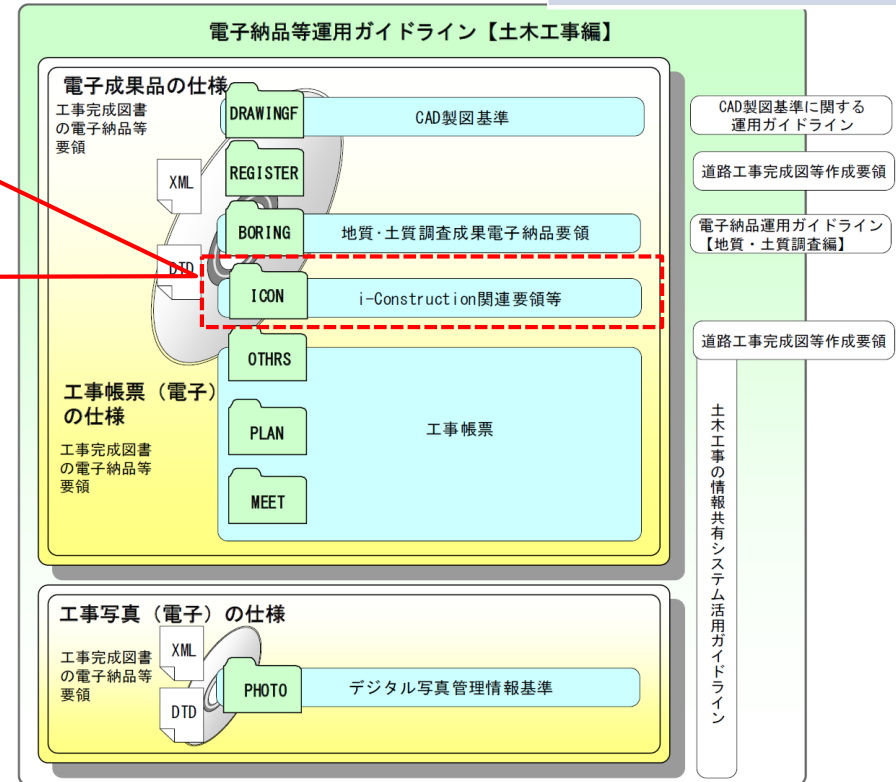 電子納品等運用ガイドライン【土木工事編】
電子成果品の仕様
工事完成図書
の電子納品等
要領
XML
DTD
DRAWINGF
CAD製図基準
REGISTER
BORING
地質・土質調査成果電子納品要領
ICON
i-Construction関連要領等
OTHRS
工事帳票（電子）
の仕様
工事完成図書
の電子納品等
要領
PLAN
工事帳票
MEET
CAD製図基準に関する
運用ガイドライン
道路工事完成図等作成要領
電子納品運用ガイドライン
【地質・土質調査編】
道路工事完成図等作成要領
土木工事の情報共有システム活用ガイドライン
工事写真（電子）の仕様
工事完成図書
の電子納品等
要領
XML
DTD
PHOTO
デジタル写真管理情報基準